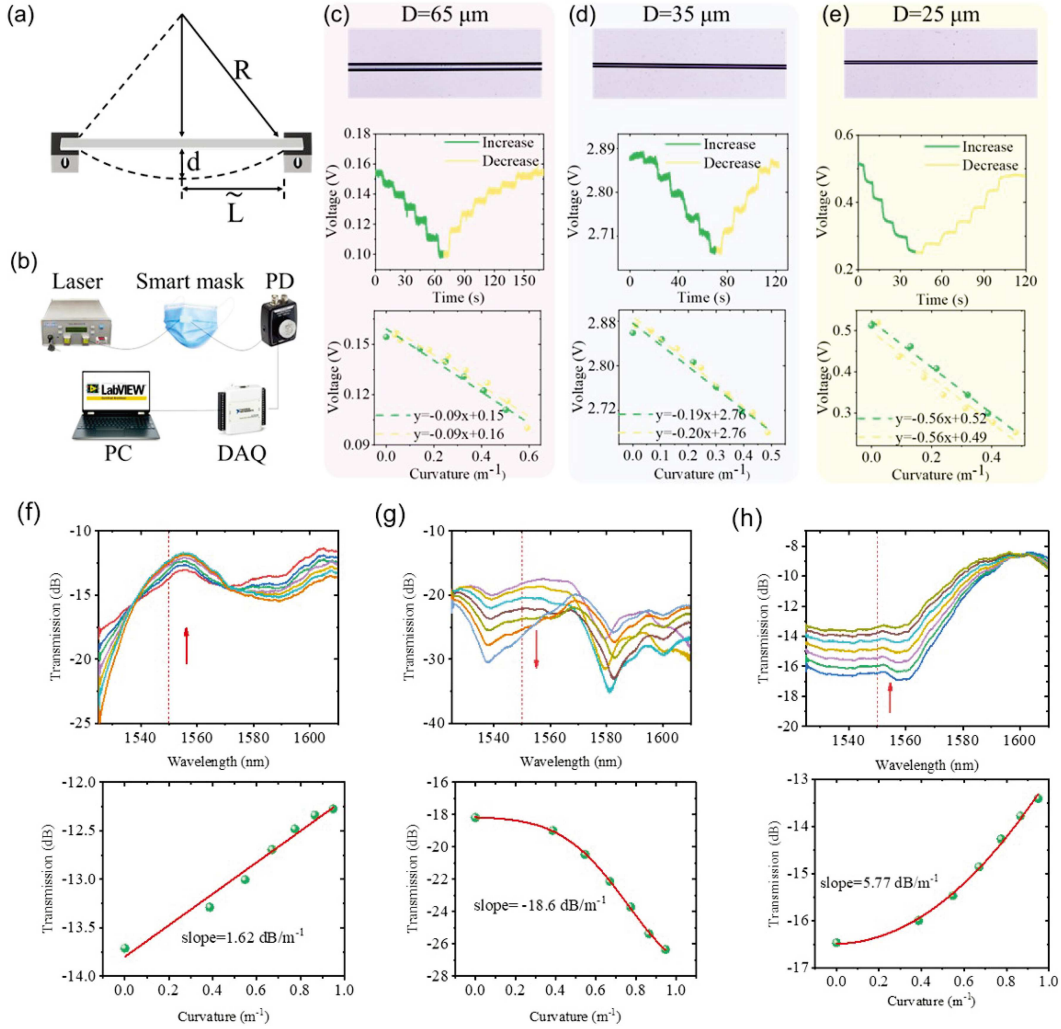 (a)
R
d
~
L
(b)
Laser
Smart mask
PD
LabVIEW
PC
DAQ
(c)
D=65 μm
0.18
0.16
0.14
0.12
0.10
Voltage (V)
Increase
Decrease
0 40 80 120 160
Time (s)
0.15
0.12
0.09
Voltage (V)
y=-0.09x+0.15
y=-0.09x+0.16
0.0 0.1 0.2 0.3 0.4 0.5 0.6
Curvature (m-1)
(d)
D=35 μm
2.89
2.80
2.71
Voltage (V)
Increase
Decrease
0 40 80 120
Time (s)
2.88
2.80
2.72
Voltage (V)
y=-0.19x+2.76
y=-0.20x+2.76
0.0 0.1 0.2 0.3 0.4 0.5
Curvature (m-1)
(e)
D=25 μm
0.6
0.5
0.4
0.3
0.2
Voltage (V)
Increase
Decrease
0 30 60 90 120
Time (s)
0.5
0.4
0.3
Voltage (V)
y=-0.56x+0.52
y=-0.56x+0.49
0.0 0.2 0.4
Curvature (m-1)
(f)
-10
-15
-20
-25
Transmission (dB)
1540 1560 1580 1600
Wavelength (nm)
-12.0
-12.5
-13.0
-13.5
-14.0
Transmission (dB)
slope=1.62 dB/m-1
0.0 0.2 0.4 0.6 0.8 1.0
Curvature (m-1)
(g)
-10
-20
-30
-40
Transmission (dB)
1540 1560 1580 1600
Wavelength (nm)
-16
-18
-20
-22
-24
-26
-28
Transmission (dB)
slope= -18.6 dB/m-1
0.0 0.2 0.4 0.6 0.8 1.0
Curvature (m-1)
(h)
-8
-10
-12
-14
-16
-18
-20
Transmission (dB)
1540 1560 1580 1600
Wavelength (nm)
-13
-14
-15
-16
-17
Transmission (dB)
slope=5.77 dB/m-1
0.0 0.2 0.4 0.6 0.8 1.0
Curvature (m-1)